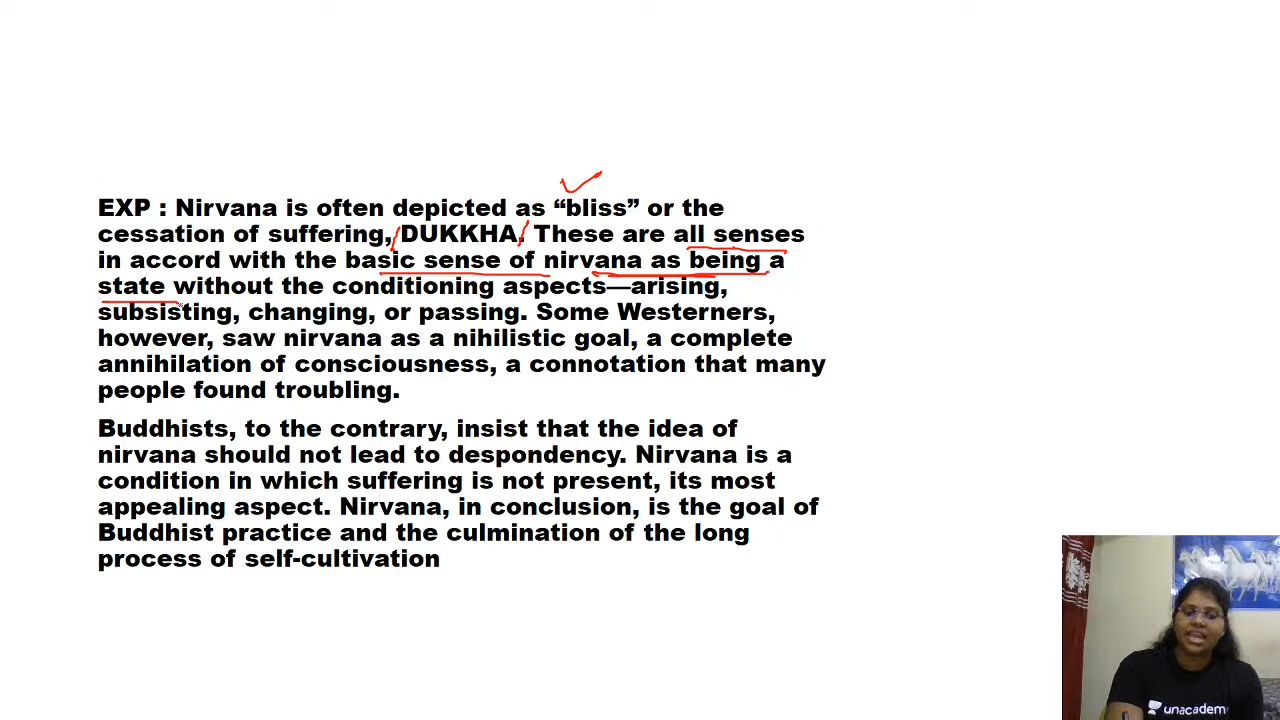 EXP : Nirvana is often depicted as “bliss” or the
cessation of suffering, DUKKHA. These are all senses
in accord with the basic sense of nirvana as being a
state without the conditioning aspects—arising,
subsisting, changing, or passing. Some Westerners,
however, saw nirvana as a nihilistic goal, a complete
annihilation of consciousness, a connotation that many
people found troubling.
Buddhists, to the contrary, insist that the idea of
nirvana should not lead to despondency. Nirvana is a
condition in which suffering is not present, its most
appealing aspect. Nirvana, in conclusion, is the goal of
Buddhist practice and the culmination of the long
process of self-cultivation
unacadem